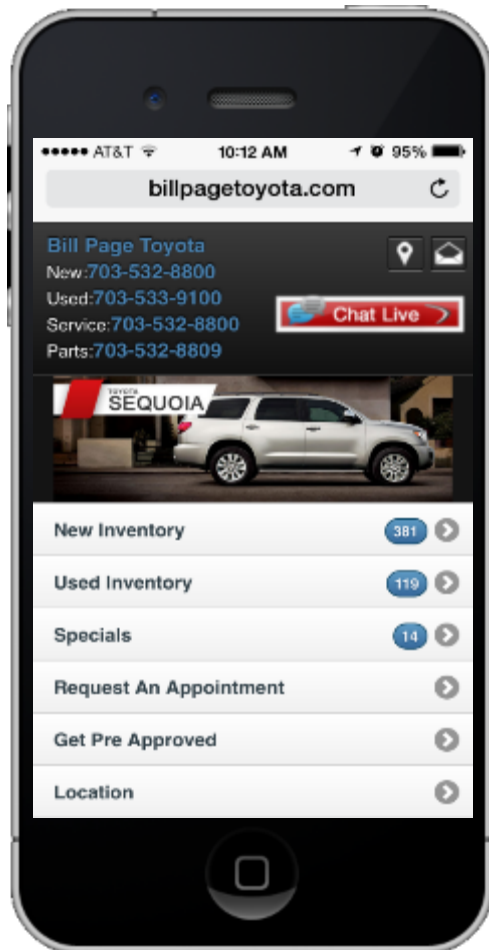 AT&T 10:12 AM 95%
billpagetoyota.com
Bill Page Toyota
New:703-532-8800
Used:703-533-9100
Service:703-532-8800
Parts:703-532-8809
Chat Live
TOYOTA
SEQUOIA
New Inventory 381
Used Inventory 119
Specials 14
Request An Appointment
Get Pre Approved
Location